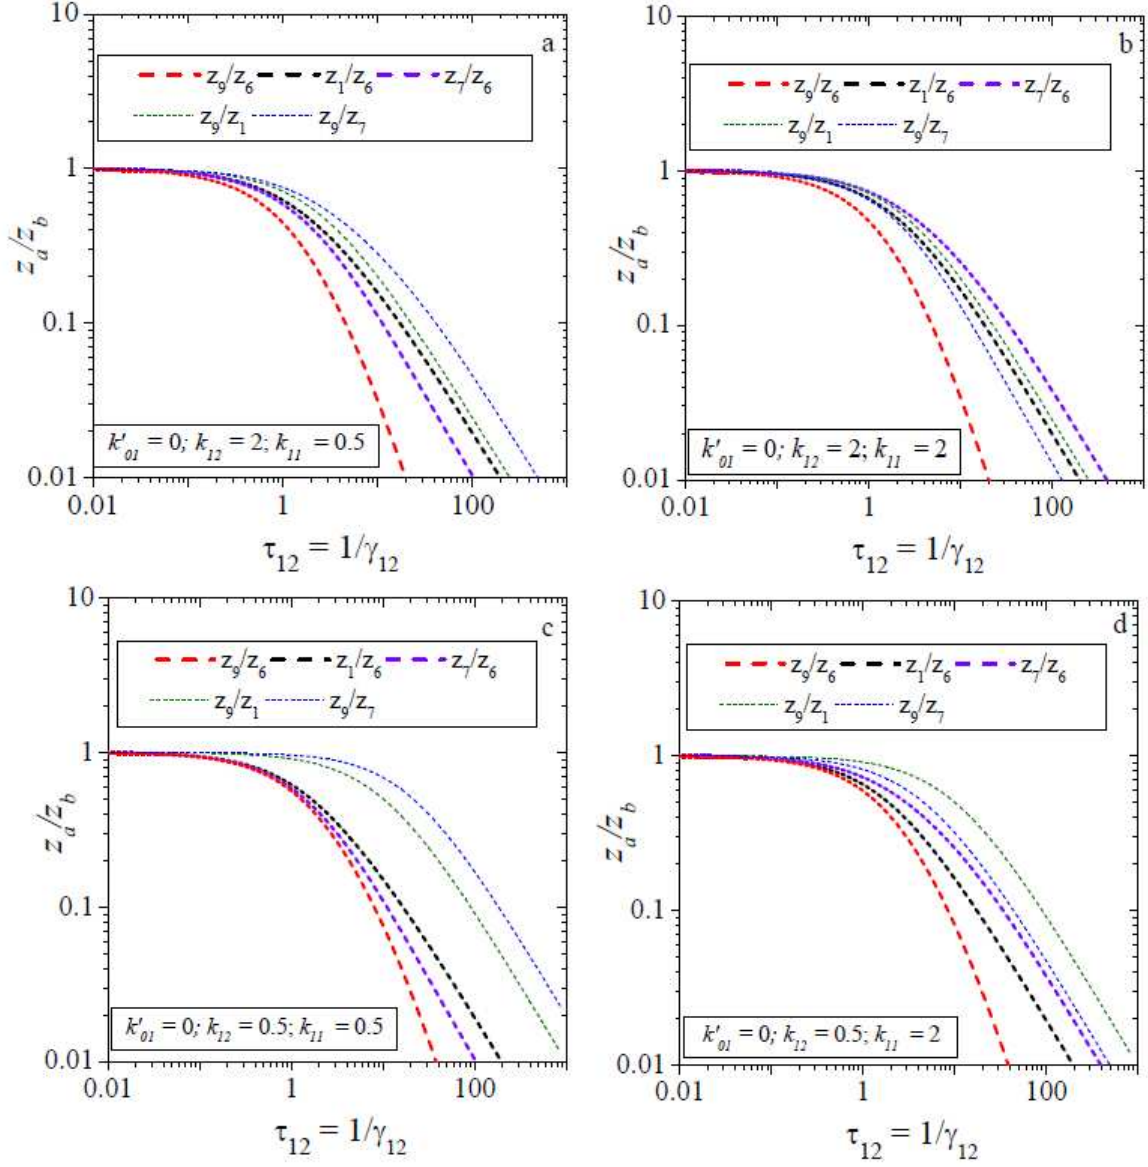 10
a
z₉/z₆ z₁/z₆ z₇/z₆
z₉/z₁ z₉/z₇
1
zₐ/z_b
0.1
k'₀₁ = 0; k₁₂ = 2; k₁₁ = 0.5
0.01
0.01 1 100
τ₁₂ = 1/γ₁₂
10
b
z₉/z₆ z₁/z₆ z₇/z₆
z₉/z₁ z₉/z₇
1
zₐ/z_b
0.1
k'₀₁ = 0; k₁₂ = 2; k₁₁ = 2
0.01
0.01 1 100
τ₁₂ = 1/γ₁₂
10
c
z₉/z₆ z₁/z₆ z₇/z₆
z₉/z₁ z₉/z₇
1
zₐ/z_b
0.1
k'₀₁ = 0; k₁₂ = 0.5; k₁₁ = 0.5
0.01
0.01 1 100
τ₁₂ = 1/γ₁₂
10
d
z₉/z₆ z₁/z₆ z₇/z₆
z₉/z₁ z₉/z₇
1
zₐ/z_b
0.1
k'₀₁ = 0; k₁₂ = 0.5; k₁₁ = 2
0.01
0.01 1 100
τ₁₂ = 1/γ₁₂